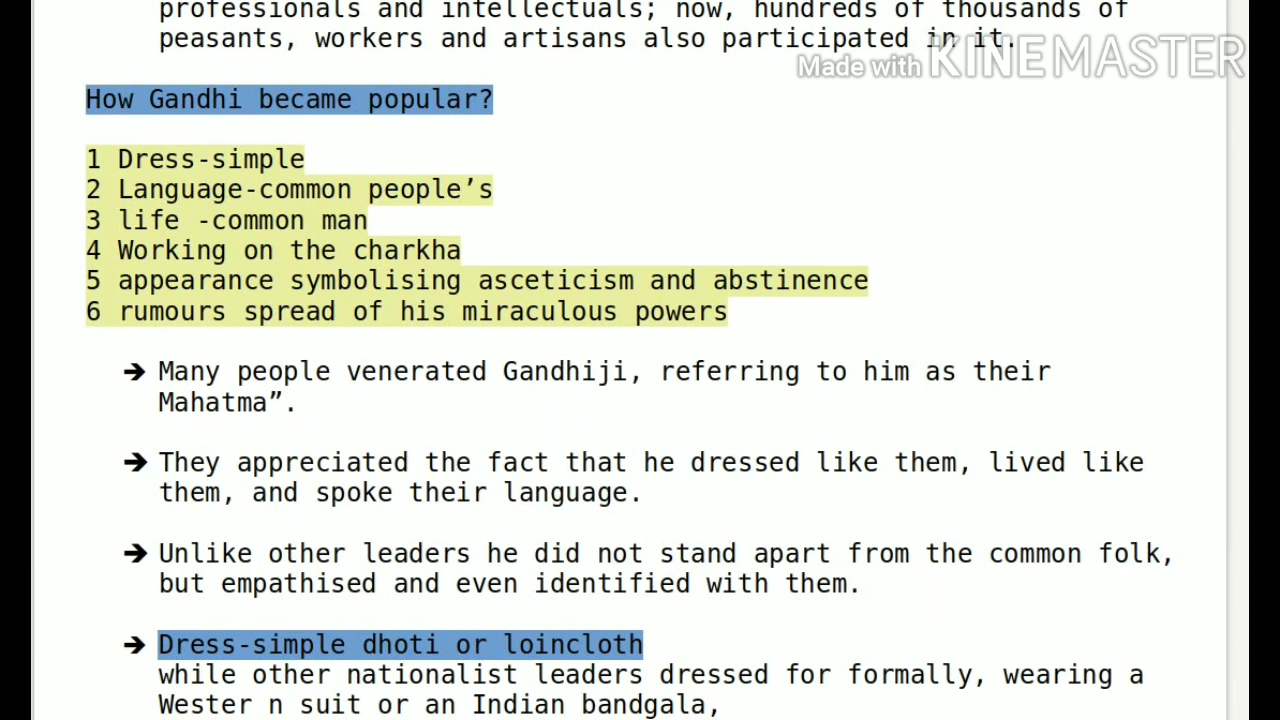 professionals and intellectuals; now, hundreds of thousands of
peasants, workers and artisans also participated in it.
Made with KINEMASTER
How Gandhi became popular?
1 Dress-simple
2 Language-common people’s
3 life -common man
4 Working on the charkha
5 appearance symbolising asceticism and abstinence
6 rumours spread of his miraculous powers
➔ Many people venerated Gandhiji, referring to him as their
Mahatma”.
➔ They appreciated the fact that he dressed like them, lived like
them, and spoke their language.
➔ Unlike other leaders he did not stand apart from the common folk,
but empathised and even identified with them.
➔ Dress-simple dhoti or loincloth
while other nationalist leaders dressed for formally, wearing a
Wester n suit or an Indian bandgala,